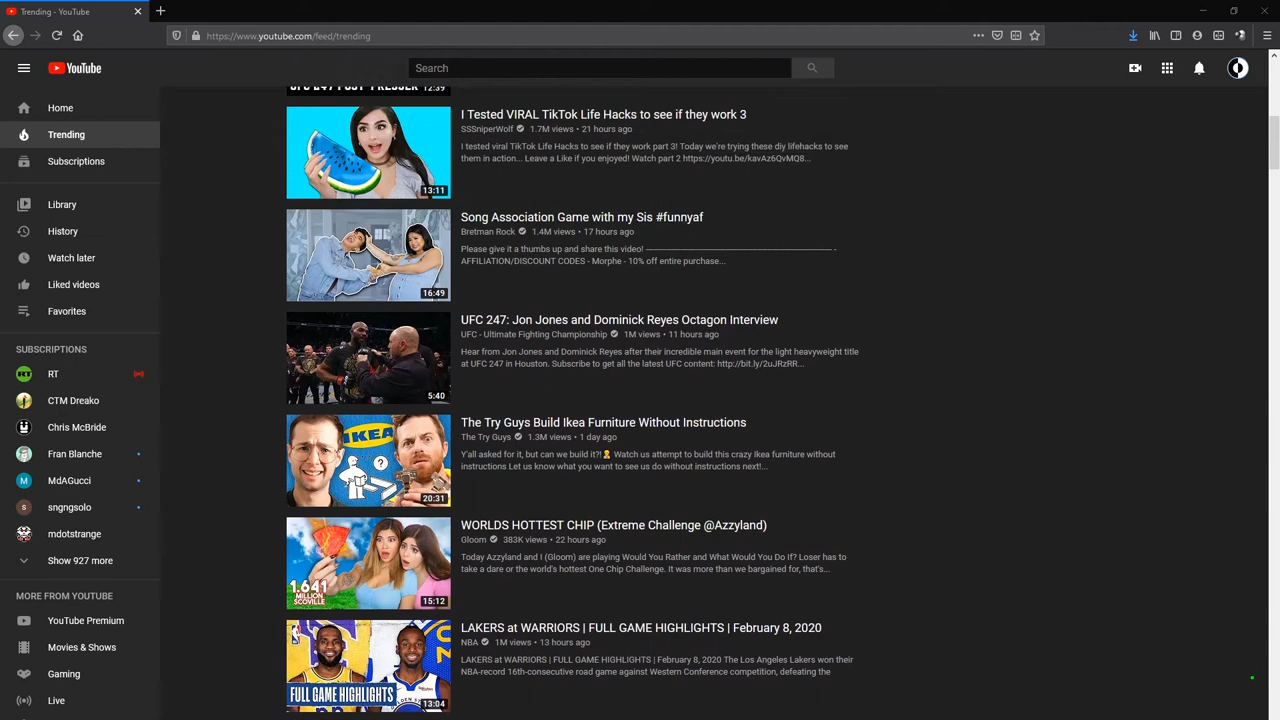 Trending - YouTube
https://www.youtube.com/feed/trending
YouTube
Search
Home
Trending
Subscriptions
Library
History
Watch later
Liked videos
Favorites
SUBSCRIPTIONS
RT
CTM Dreako
Chris McBride
Fran Blanche
MdAGucci
sngngsolo
mdotstrange
Show 927 more
MORE FROM YOUTUBE
YouTube Premium
Movies & Shows
Gaming
Live
UFC 247 POST-PRESSER
12:39
13:11
I Tested VIRAL TikTok Life Hacks to see if they work 3
SSSniperWolf 1.7M views • 21 hours ago
I tested viral TikTok Life Hacks to see if they work part 3! Today we're trying these diy lifehacks to see
them in action... Leave a Like if you enjoyed! Watch part 2 https://youtu.be/kavAz6QvMQ8...
16:49
Song Association Game with my Sis #funnyaf
Bretman Rock 1.4M views • 17 hours ago
Please give it a thumbs up and share this video! ------------------------------------------------------------ -
AFFILIATION/DISCOUNT CODES - Morphe - 10% off entire purchase...
5:40
UFC 247: Jon Jones and Dominick Reyes Octagon Interview
UFC - Ultimate Fighting Championship 1M views • 11 hours ago
Hear from Jon Jones and Dominick Reyes after their incredible main event for the light heavyweight title
at UFC 247 in Houston. Subscribe to get all the latest UFC content: http://bit.ly/2uJRzRR...
IKEA
?
20:31
The Try Guys Build Ikea Furniture Without Instructions
The Try Guys 1.3M views • 1 day ago
Y'all asked for it, but can we build it?! Watch us attempt to build this crazy Ikea furniture without
instructions Let us know what you want to see us do without instructions next!...
1.641
MILLION
SCOVILLE
15:12
WORLDS HOTTEST CHIP (Extreme Challenge @Azzyland)
Gloom 383K views • 22 hours ago
Today Azzyland and I (Gloom) are playing Would You Rather and What Would You Do If? Loser has to
take a dare or the world's hottest One Chip Challenge. It was more than we bargained for, that's...
FULL GAME HIGHLIGHTS
13:04
LAKERS at WARRIORS | FULL GAME HIGHLIGHTS | February 8, 2020
NBA 1M views • 13 hours ago
LAKERS at WARRIORS | FULL GAME HIGHLIGHTS | February 8, 2020 The Los Angeles Lakers won their
NBA-record 16th-consecutive road game against Western Conference competition, defeating the